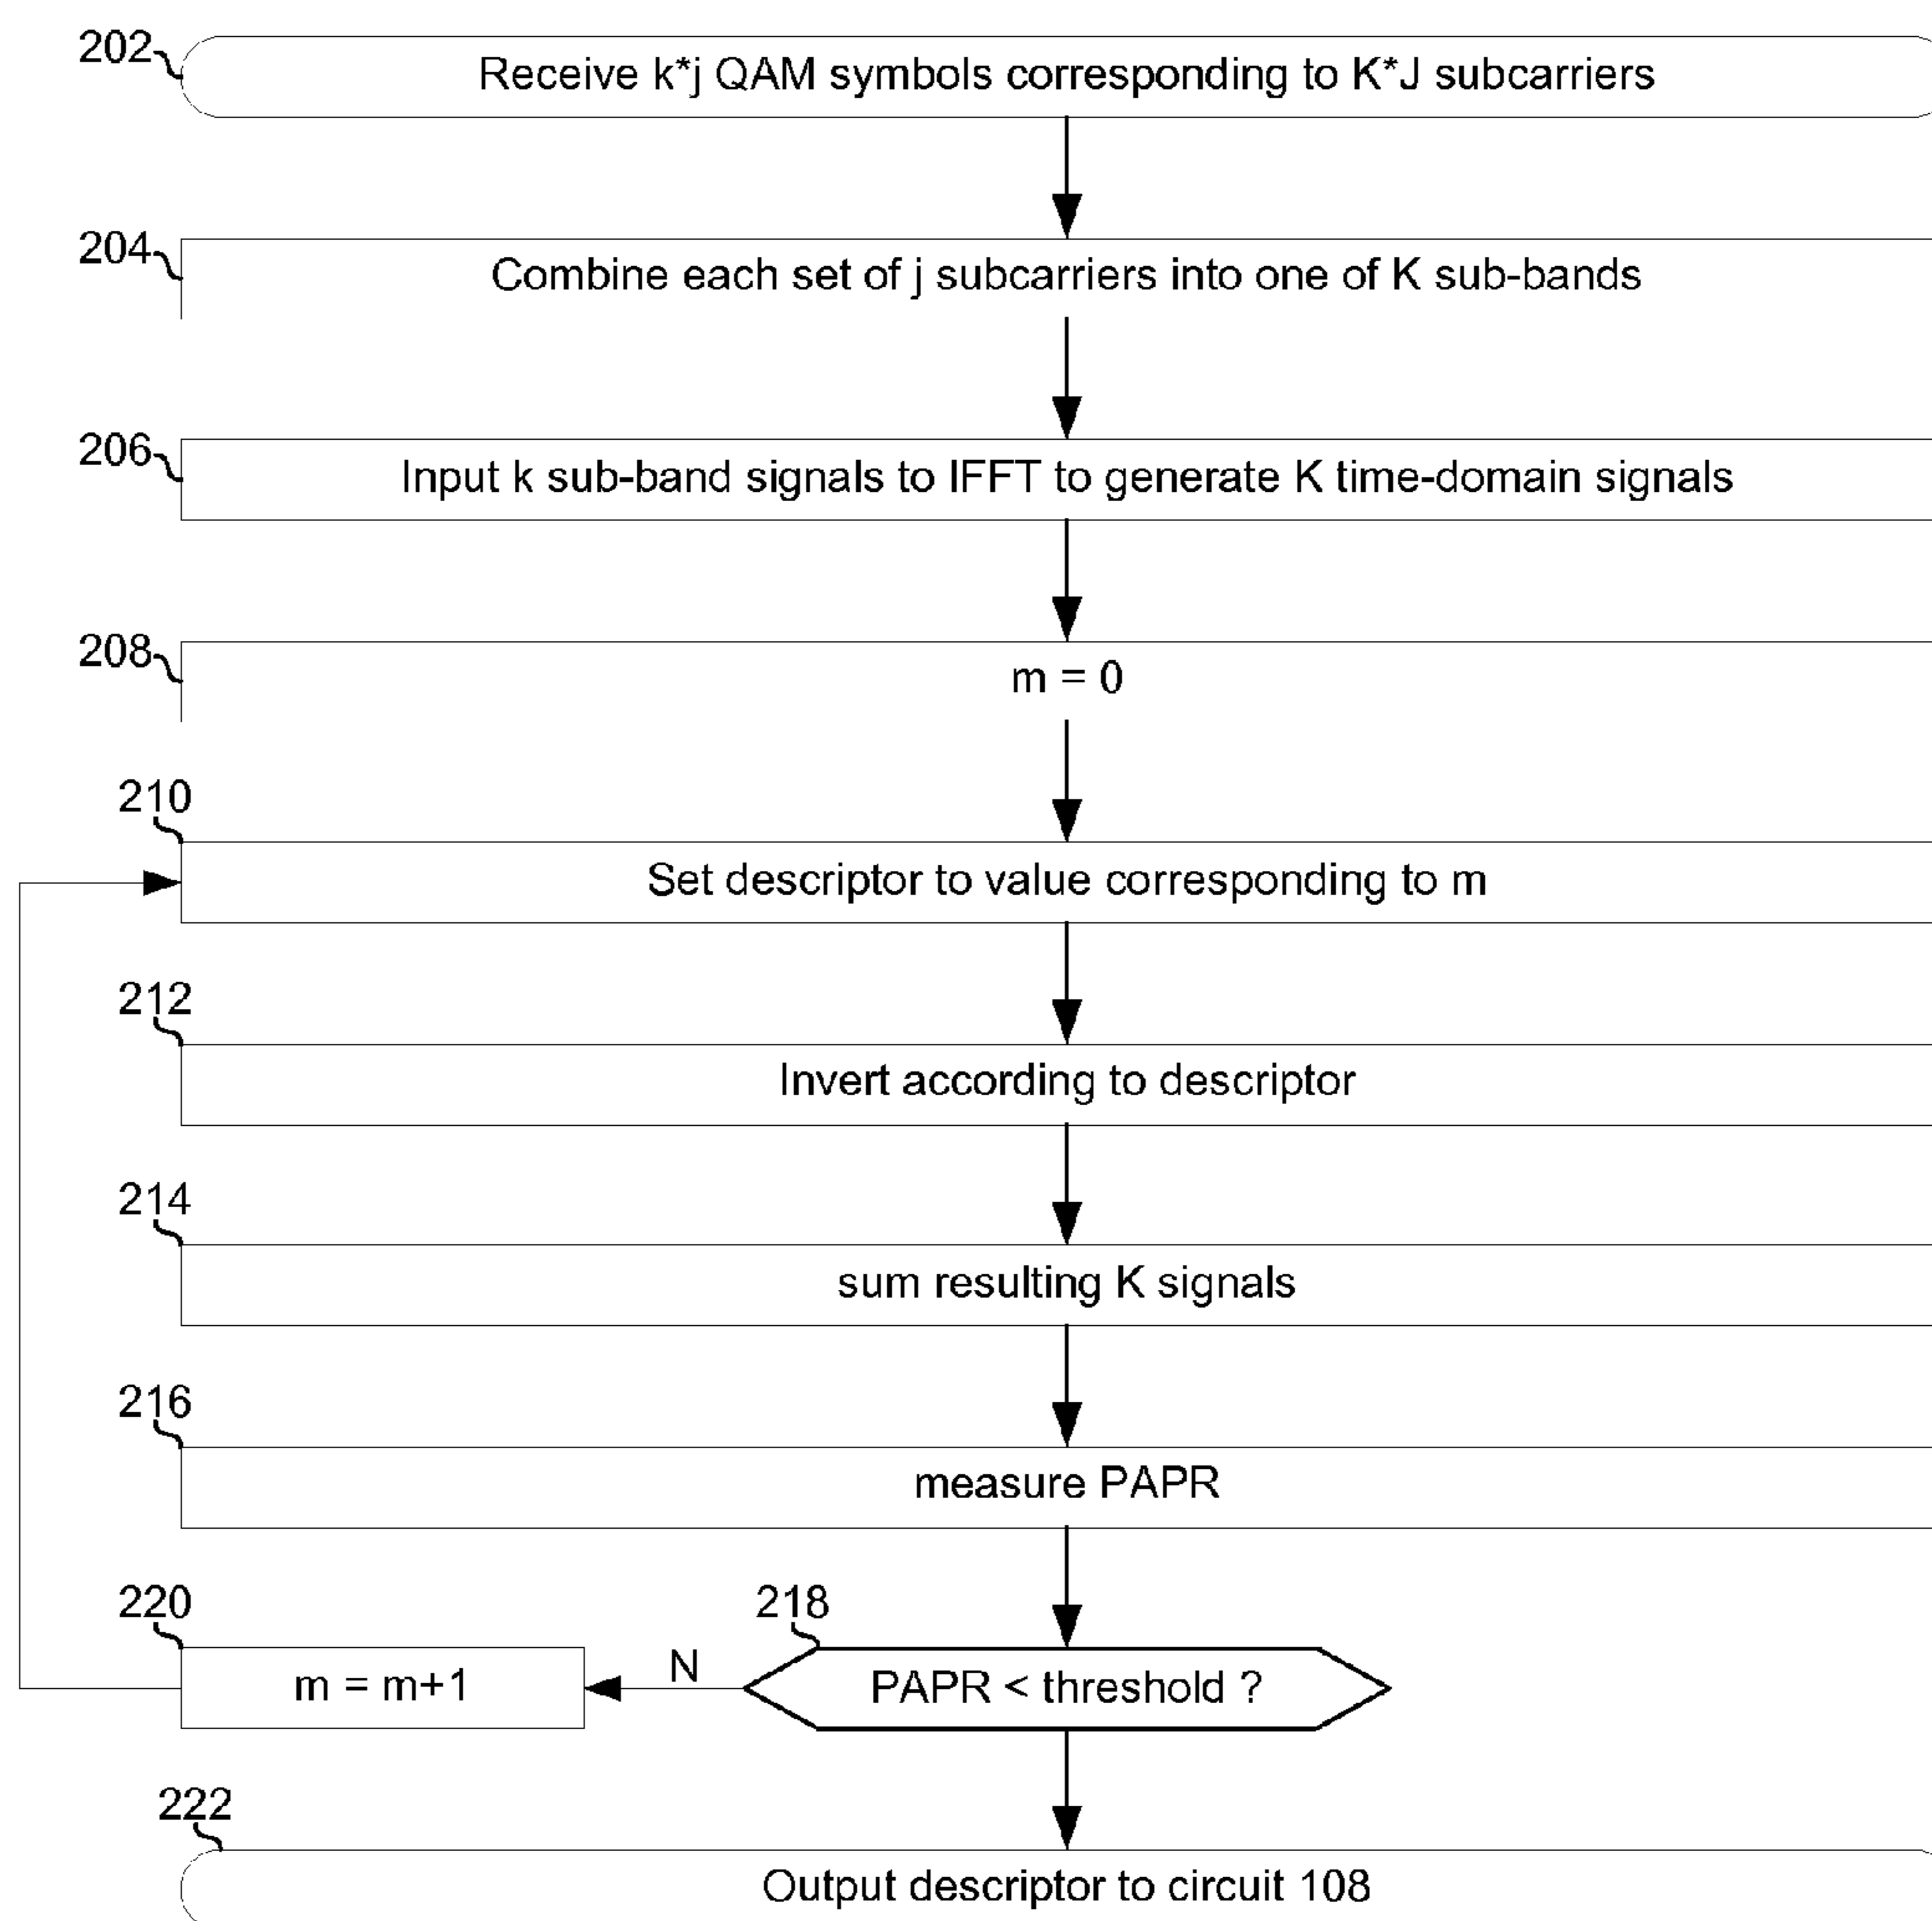 202
Receive k*j QAM symbols corresponding to K*J subcarriers
204
Combine each set of j subcarriers into one of K sub-bands
206
Input k sub-band signals to IFFT to generate K time-domain signals
208
m = 0
210
Set descriptor to value corresponding to m
212
Invert according to descriptor
214
sum resulting K signals
216
measure PAPR
220
218
m = m+1
N
PAPR < threshold ?
222
Output descriptor to circuit 108